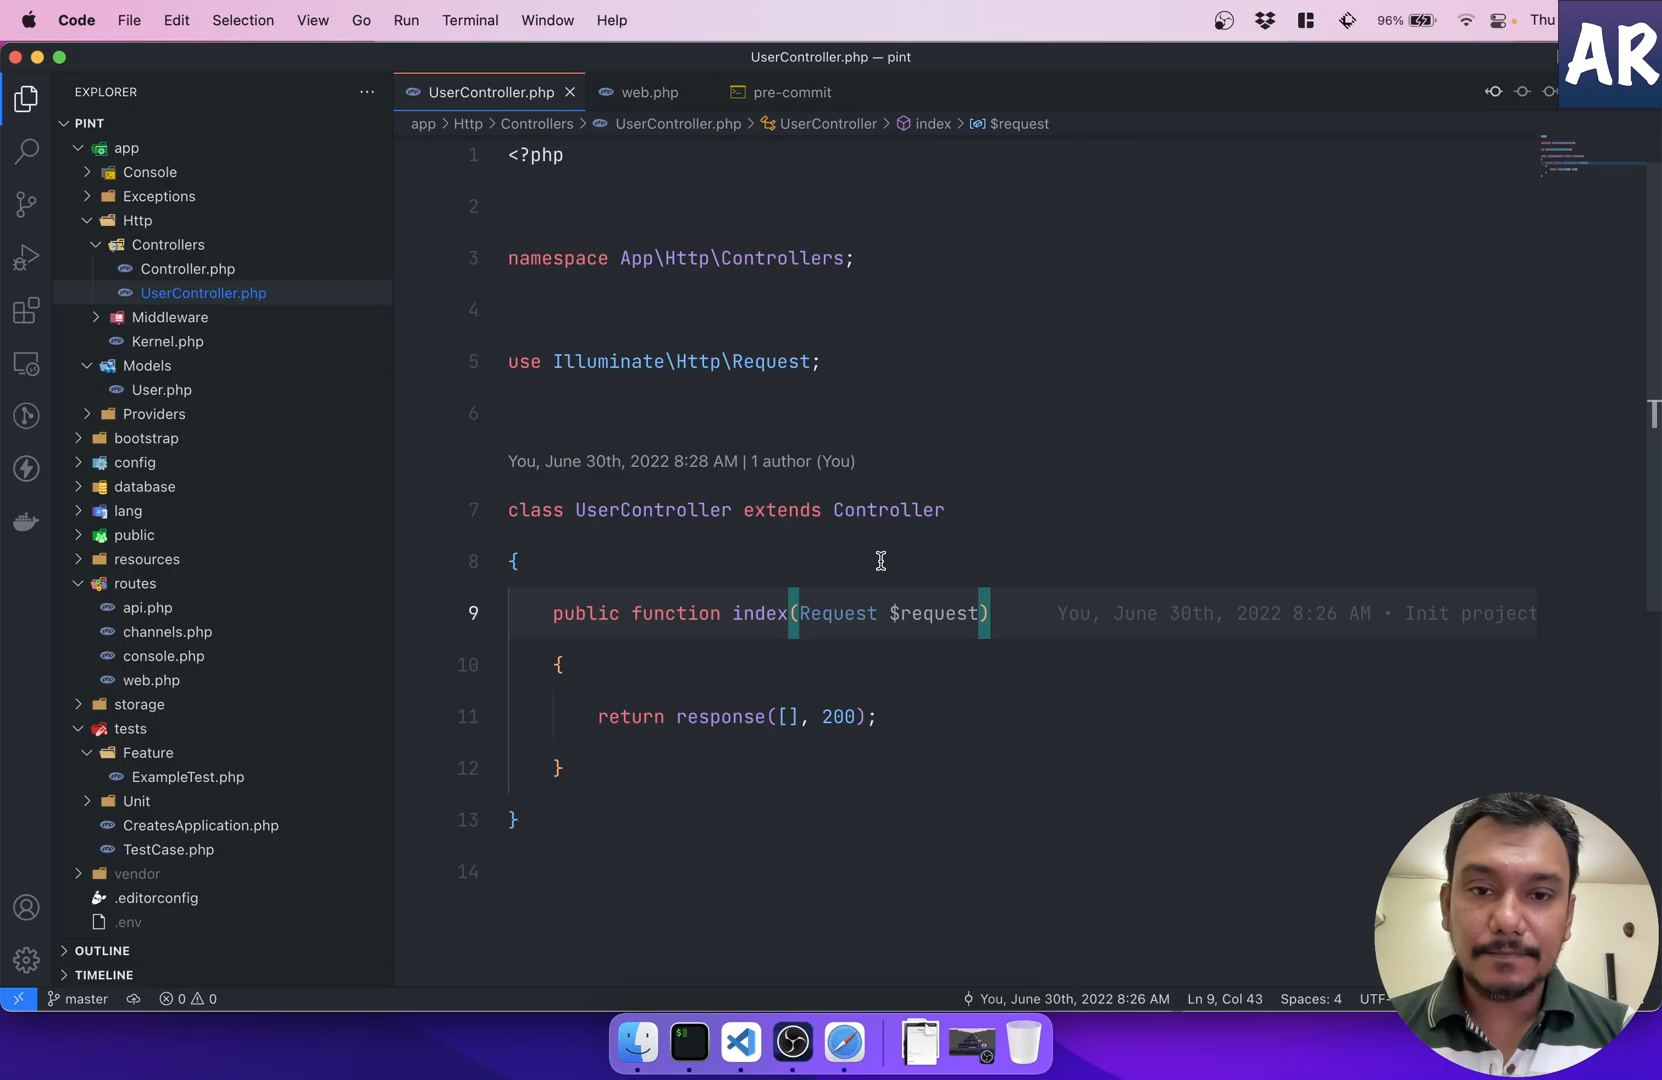 Code File Edit Selection View Go Run Terminal Window Help 96% Thu
AR
UserController.php — pint
EXPLORER
UserController.php web.php pre-commit
PINT
app > Http > Controllers > UserController.php > UserController > index > $request
app
Console
Exceptions
Http
Controllers
Controller.php
UserController.php
Middleware
Kernel.php
Models
User.php
Providers
bootstrap
config
database
lang
public
resources
routes
api.php
channels.php
console.php
web.php
storage
tests
Feature
ExampleTest.php
Unit
CreatesApplication.php
TestCase.php
vendor
.editorconfig
.env
OUTLINE
TIMELINE
1 <?php
2
3 namespace App\Http\Controllers;
4
5 use Illuminate\Http\Request;
6
You, June 30th, 2022 8:28 AM | 1 author (You)
7 class UserController extends Controller
8 {
9 public function index(Request $request) You, June 30th, 2022 8:26 AM • Init project
10 {
11 return response([], 200);
12 }
13 }
14
master 0 0 You, June 30th, 2022 8:26 AM Ln 9, Col 43 Spaces: 4 UTF-